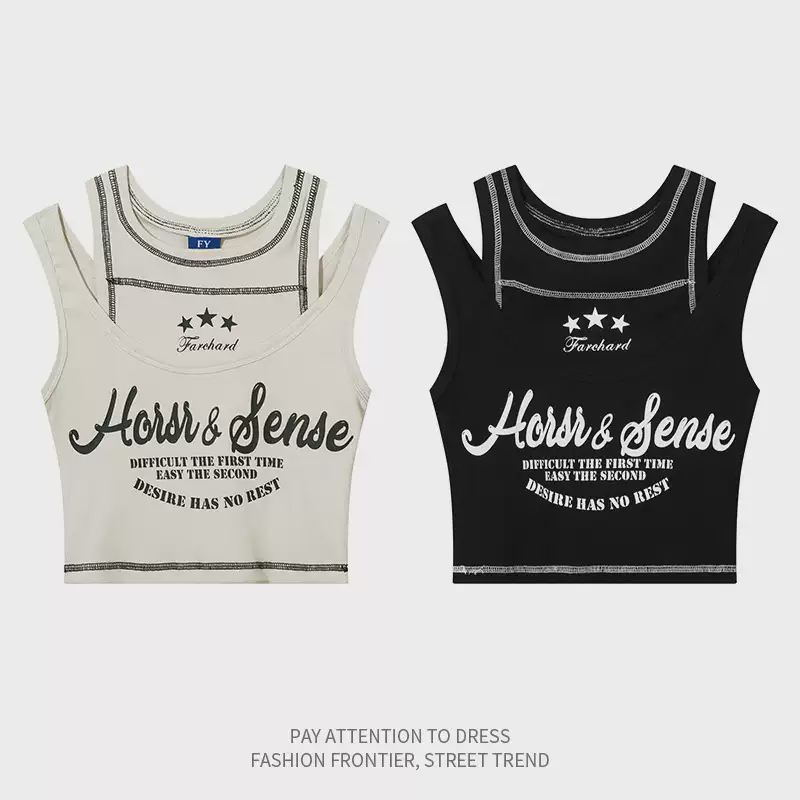 FY
Farchard
Horsr & Sense
DIFFICULT THE FIRST TIME
EASY THE SECOND
DESIRE HAS NO REST
Farchard
Horsr & Sense
DIFFICULT THE FIRST TIME
EASY THE SECOND
DESIRE HAS NO REST
PAY ATTENTION TO DRESS
FASHION FRONTIER, STREET TREND